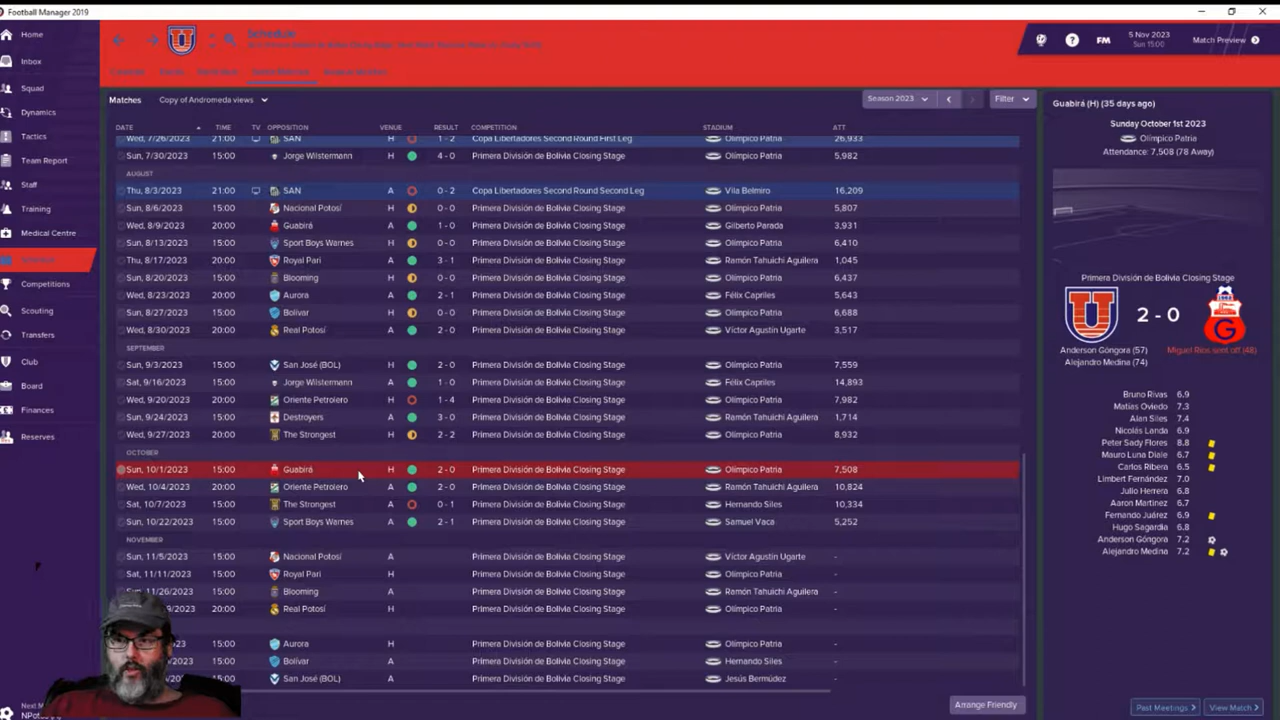 Football Manager 2019
Home
Inbox
Squad
Dynamics
Tactics
Team Report
Staff
Training
Medical Centre
Competitions
Scouting
Transfers
Club
Board
Finances
Reserves
Schedule
5 Nov 2023
Sun 15:00
FM
Match Preview
Matches Copy of Andromeda views
Season 2023
Filter
DATE TIME TV OPPOSITION VENUE RESULT COMPETITION STADIUM ATT
Wed, 7/26/2023 21:00 SAN H 1 - 2 Copa Libertadores Second Round First Leg Olímpico Patria 26,933
Sun, 7/30/2023 15:00 Jorge Wilstermann H 4 - 0 Primera División de Bolivia Closing Stage Olímpico Patria 5,982
AUGUST
Thu, 8/3/2023 21:00 SAN A 0 - 2 Copa Libertadores Second Round Second Leg Vila Belmiro 16,209
Sun, 8/6/2023 15:00 Nacional Potosí H 0 - 0 Primera División de Bolivia Closing Stage Olímpico Patria 5,807
Wed, 8/9/2023 20:00 Guabirá A 1 - 0 Primera División de Bolivia Closing Stage Gilberto Parada 3,931
Sun, 8/13/2023 15:00 Sport Boys Warnes H 0 - 0 Primera División de Bolivia Closing Stage Olímpico Patria 6,410
Thu, 8/17/2023 20:00 Royal Pari A 3 - 1 Primera División de Bolivia Closing Stage Ramón Tahuichi Aguilera 1,045
Sun, 8/20/2023 15:00 Blooming H 0 - 0 Primera División de Bolivia Closing Stage Olímpico Patria 6,437
Wed, 8/23/2023 20:00 Aurora A 2 - 1 Primera División de Bolivia Closing Stage Félix Capriles 5,643
Sun, 8/27/2023 15:00 Bolívar H 0 - 0 Primera División de Bolivia Closing Stage Olímpico Patria 6,688
Wed, 8/30/2023 20:00 Real Potosí A 2 - 0 Primera División de Bolivia Closing Stage Víctor Agustín Ugarte 3,517
SEPTEMBER
Sun, 9/3/2023 15:00 San José (BOL) H 2 - 0 Primera División de Bolivia Closing Stage Olímpico Patria 7,559
Sat, 9/16/2023 15:00 Jorge Wilstermann A 1 - 0 Primera División de Bolivia Closing Stage Félix Capriles 14,893
Wed, 9/20/2023 20:00 Oriente Petrolero H 1 - 4 Primera División de Bolivia Closing Stage Olímpico Patria 7,982
Sun, 9/24/2023 15:00 Destroyers A 3 - 0 Primera División de Bolivia Closing Stage Ramón Tahuichi Aguilera 1,714
Wed, 9/27/2023 20:00 The Strongest H 2 - 2 Primera División de Bolivia Closing Stage Olímpico Patria 8,932
OCTOBER
Sun, 10/1/2023 15:00 Guabirá H 2 - 0 Primera División de Bolivia Closing Stage Olímpico Patria 7,508
Wed, 10/4/2023 20:00 Oriente Petrolero A 2 - 0 Primera División de Bolivia Closing Stage Ramón Tahuichi Aguilera 10,824
Sat, 10/7/2023 15:00 The Strongest A 0 - 1 Primera División de Bolivia Closing Stage Hernando Siles 10,334
Sun, 10/22/2023 15:00 Sport Boys Warnes A 2 - 1 Primera División de Bolivia Closing Stage Samuel Vaca 5,252
NOVEMBER
Sun, 11/5/2023 15:00 Nacional Potosí A Primera División de Bolivia Closing Stage Víctor Agustín Ugarte -
Sat, 11/11/2023 15:00 Royal Pari H Primera División de Bolivia Closing Stage Olímpico Patria -
11/26/2023 15:00 Blooming A Primera División de Bolivia Closing Stage Ramón Tahuichi Aguilera -
9/2023 20:00 Real Potosí H Primera División de Bolivia Closing Stage Olímpico Patria -
15:00 Aurora H Primera División de Bolivia Closing Stage Olímpico Patria -
15:00 Bolívar A Primera División de Bolivia Closing Stage Hernando Siles -
15:00 San José (BOL) A Primera División de Bolivia Closing Stage Jesús Bermúdez -
Arrange Friendly
Guabirá (H) (35 days ago)
Sunday October 1st 2023
Olímpico Patria
Attendance: 7,508 (78 Away)
Primera División de Bolivia Closing Stage
U 2 - 0 G
Anderson Góngora (57)
Alejandro Medina (74)
Miguel Ríos sent off (48)
Bruno Rivas 6.9
Matías Oviedo 7.3
Alan Siles 7.4
Nicolás Landa 6.9
Peter Sady Flores 8.8
Mauro Luna Diale 6.7
Carlos Ribera 6.5
Limbert Fernández 7.0
Julio Herrera 6.8
Aaron Martinez 6.7
Fernando Juárez 6.9
Hugo Sagardia 6.8
Anderson Góngora 7.2
Alejandro Medina 7.2
Past Meetings
View Match